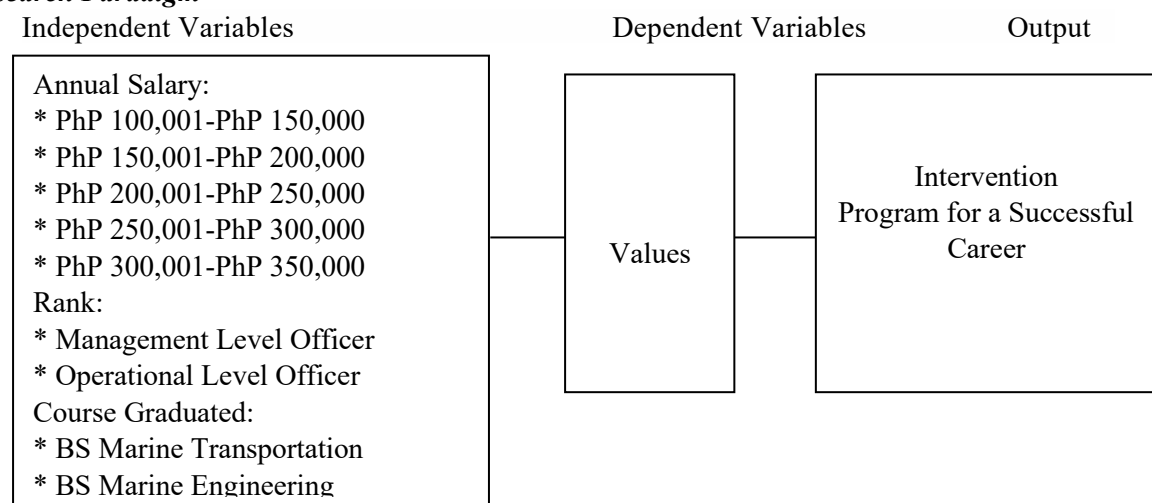 Independent Variables
Dependent Variables
Output
Annual Salary:
* PhP 100,001-PhP 150,000
* PhP 150,001-PhP 200,000
* PhP 200,001-PhP 250,000
* PhP 250,001-PhP 300,000
* PhP 300,001-PhP 350,000
Rank:
* Management Level Officer
* Operational Level Officer
Course Graduated:
* BS Marine Transportation
* BS Marine Engineering
Values
Intervention
Program for a Successful
Career